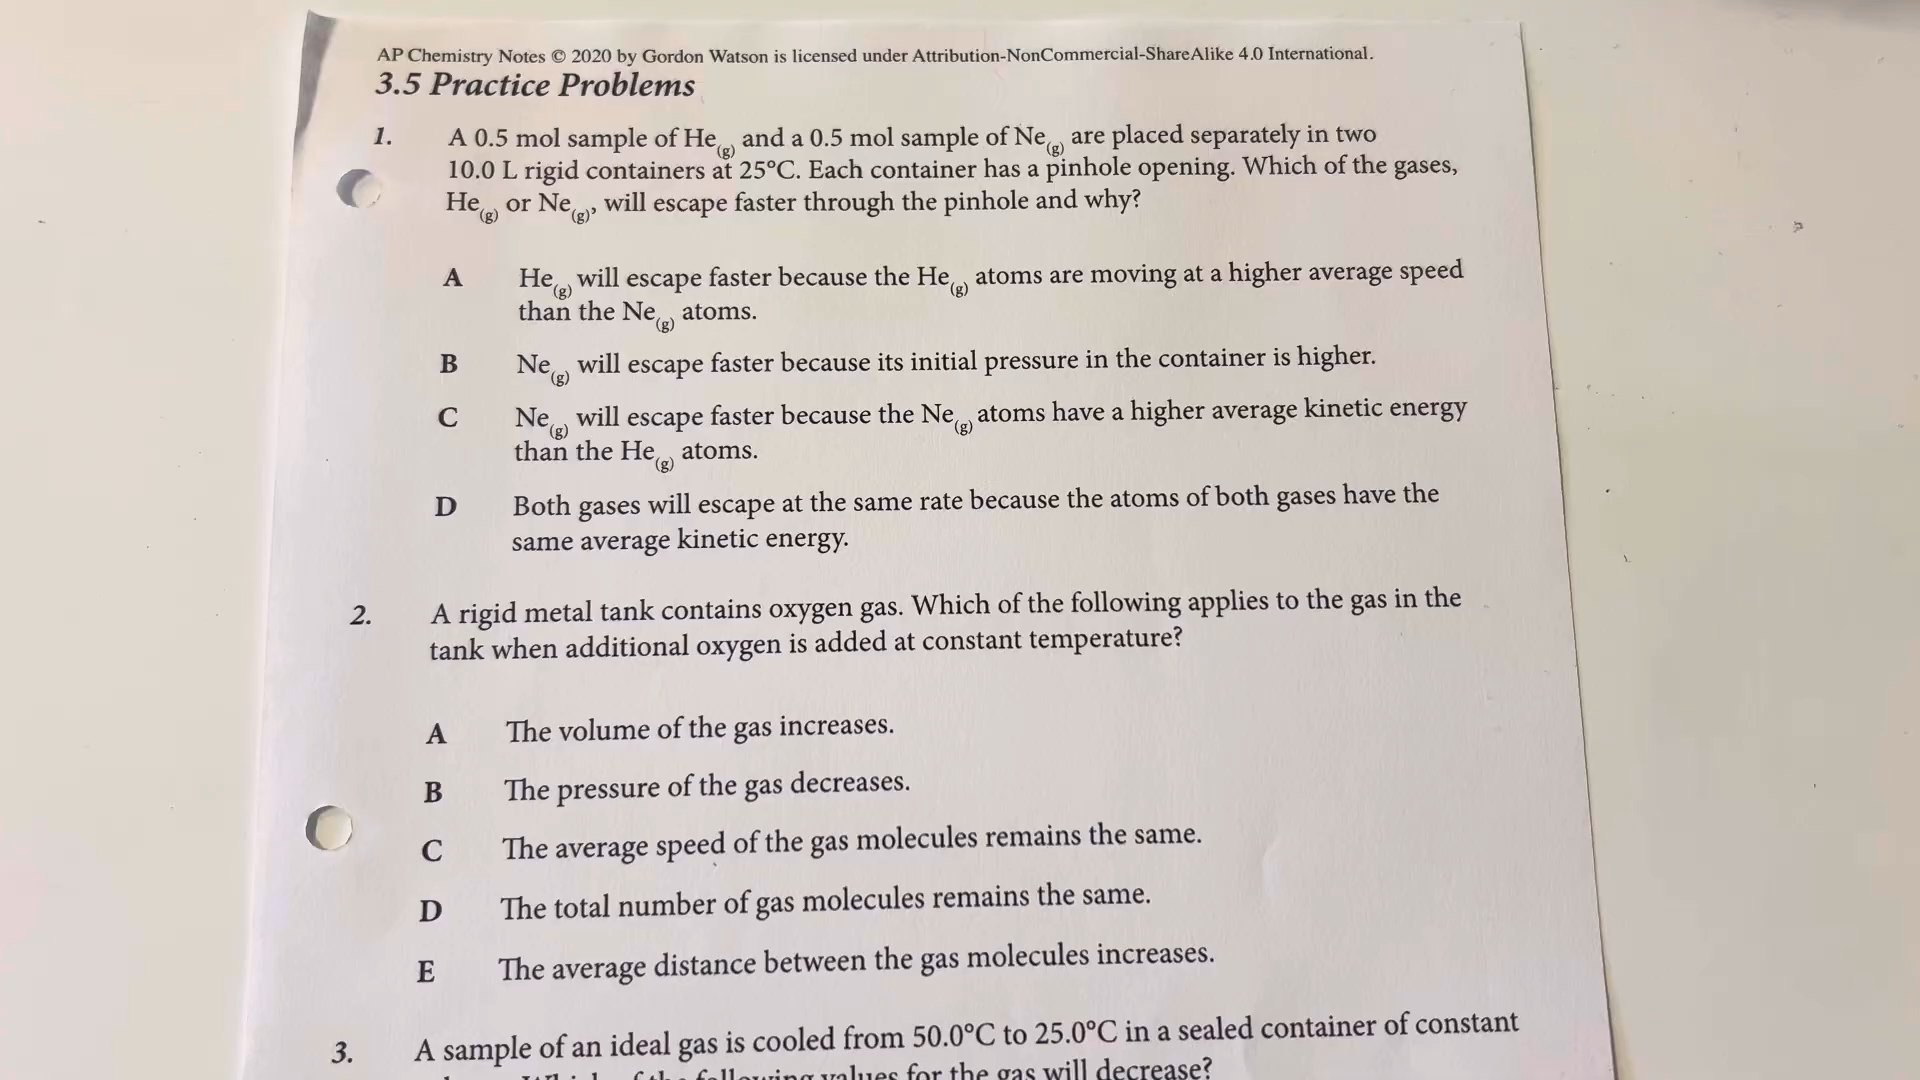 AP Chemistry Notes © 2020 by Gordon Watson is licensed under Attribution-NonCommercial-ShareAlike 4.0 International.
3.5 Practice Problems
1. A 0.5 mol sample of He(g) and a 0.5 mol sample of Ne(g) are placed separately in two
10.0 L rigid containers at 25°C. Each container has a pinhole opening. Which of the gases,
He(g) or Ne(g), will escape faster through the pinhole and why?
A He(g) will escape faster because the He(g) atoms are moving at a higher average speed
than the Ne(g) atoms.
B Ne(g) will escape faster because its initial pressure in the container is higher.
C Ne(g) will escape faster because the Ne(g) atoms have a higher average kinetic energy
than the He(g) atoms.
D Both gases will escape at the same rate because the atoms of both gases have the
same average kinetic energy.
2. A rigid metal tank contains oxygen gas. Which of the following applies to the gas in the
tank when additional oxygen is added at constant temperature?
A The volume of the gas increases.
B The pressure of the gas decreases.
C The average speed of the gas molecules remains the same.
D The total number of gas molecules remains the same.
E The average distance between the gas molecules increases.
3. A sample of an ideal gas is cooled from 50.0°C to 25.0°C in a sealed container of constant
following values for the gas will decrease?